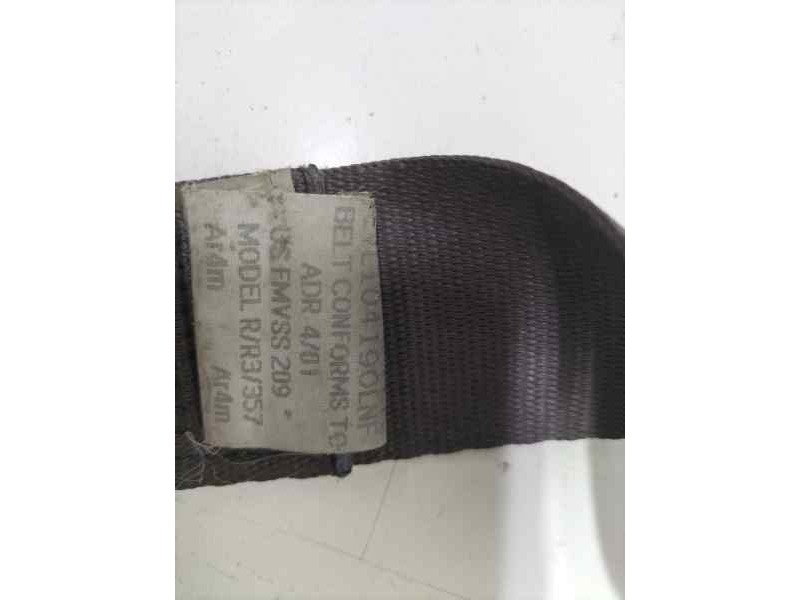 BELT CONFORMS To
ADR 4/01
US FMVSS 209
MODEL R/R3/357
Ar4m Ar4m